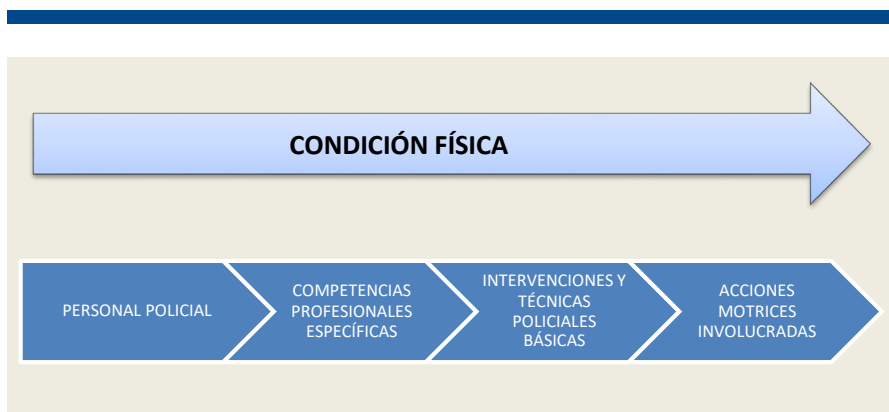 CONDICIÓN FÍSICA
PERSONAL POLICIAL
COMPETENCIAS
PROFESIONALES
ESPECÍFICAS
INTERVENCIONES Y
TÉCNICAS
POLICIALES
BÁSICAS
ACCIONES
MOTRICES
INVOLUCRADAS